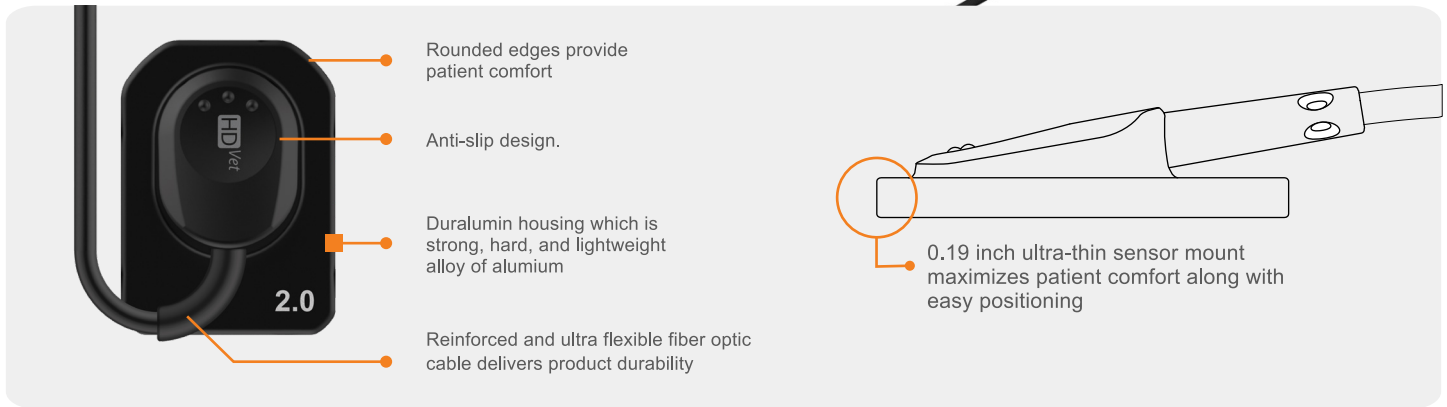 Rounded edges provide
patient comfort
HD Vet
Anti-slip design.
Duralumin housing which is
strong, hard, and lightweight
alloy of alumium
2.0
Reinforced and ultra flexible fiber optic
cable delivers product durability
0.19 inch ultra-thin sensor mount
maximizes patient comfort along with
easy positioning